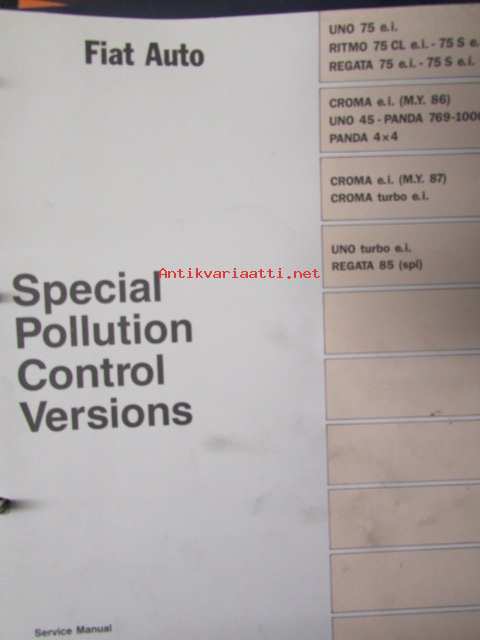 Fiat Auto
UNO 75 e.i.
RITMO 75 CL e.i. - 75 S e.i.
REGATA 75 e.i. - 75 S e.i.
CROMA e.i. (M.Y. 86)
UNO 45 - PANDA 769-1000
PANDA 4×4
CROMA e.i. (M.Y. 87)
CROMA turbo e.i.
UNO turbo e.i.
REGATA 85 (spi)
Antikvariaatti.net
Special
Pollution
Control
Versions
Service Manual